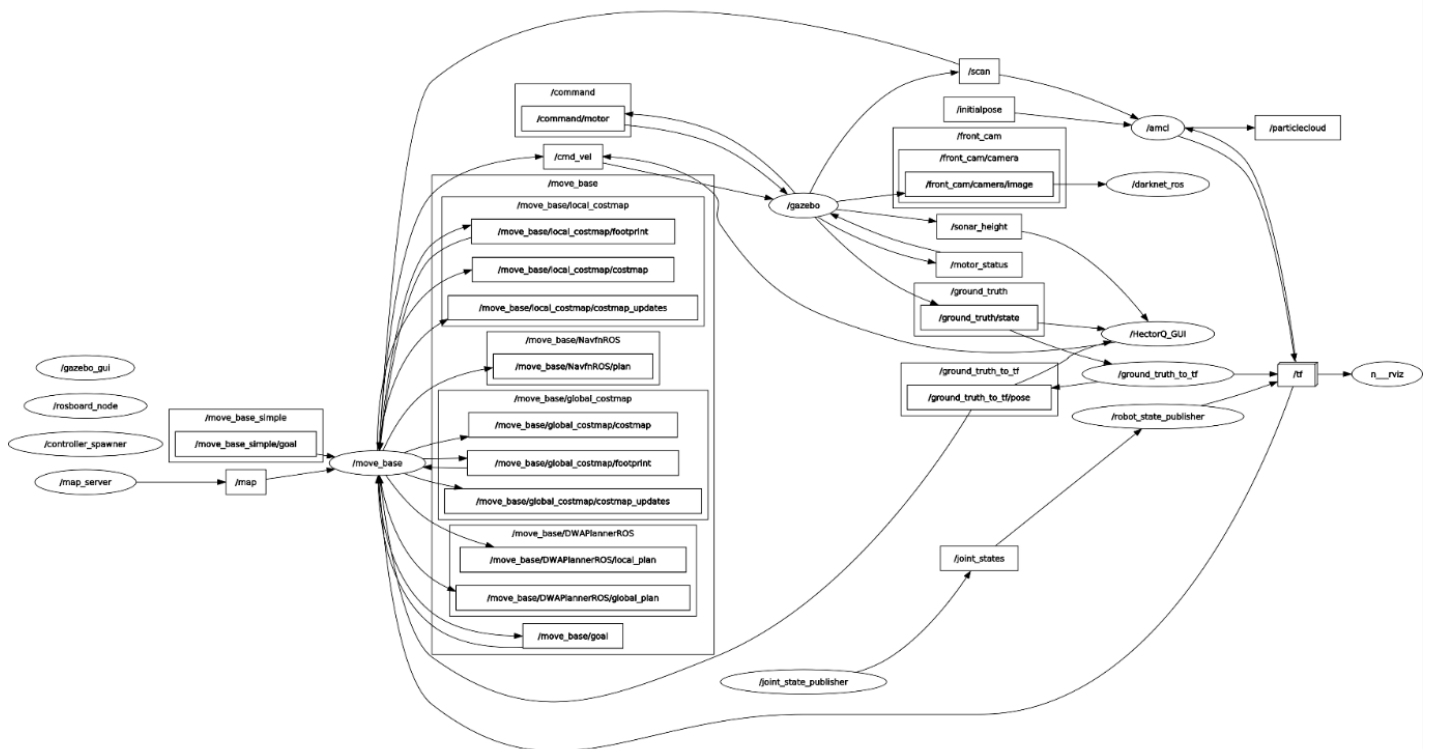 /gazebo_gui
/rosboard_node
/controller_spawner
/map_server
/move_base_simple
/move_base_simple/goal
/map
/move_base
/command
/command/motor
/cmd_vel
/move_base
/move_base/local_costmap
/move_base/local_costmap/footprint
/move_base/local_costmap/costmap
/move_base/local_costmap/costmap_updates
/move_base/NavfnROS
/move_base/NavfnROS/plan
/move_base/global_costmap
/move_base/global_costmap/costmap
/move_base/global_costmap/footprint
/move_base/global_costmap/costmap_updates
/move_base/DWAPlannerROS
/move_base/DWAPlannerROS/local_plan
/move_base/DWAPlannerROS/global_plan
/move_base/goal
/gazebo
/joint_state_publisher
/scan
/initialpose
/front_cam
/front_cam/camera
/front_cam/camera/image
/sonar_height
/motor_status
/ground_truth
/ground_truth/state
/ground_truth_to_tf
/ground_truth_to_tf/pose
/joint_states
/amcl
/darknet_ros
/HectorQ_GUI
/ground_truth_to_tf
/robot_state_publisher
/particlecloud
/tf
n___rviz